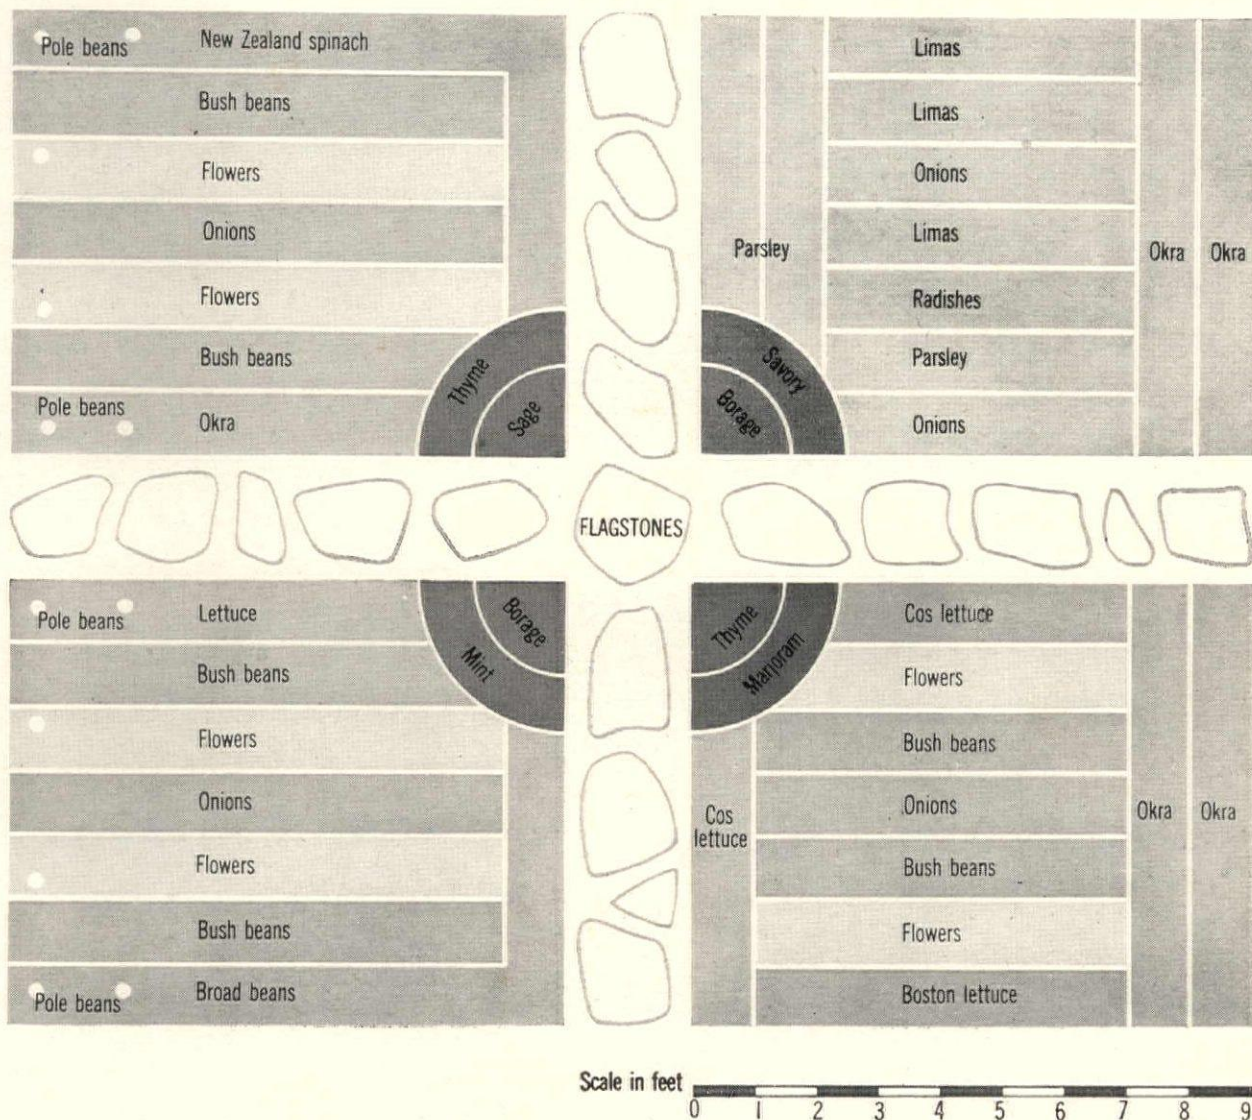 Pole beans
New Zealand spinach
Bush beans
Flowers
Onions
Flowers
Bush beans
Pole beans
Okra
Thyme
Sage
Limas
Limas
Onions
Limas
Radishes
Parsley
Onions
Parsley
Okra
Okra
Savory
Borage
FLAGSTONES
Pole beans
Lettuce
Bush beans
Flowers
Onions
Flowers
Bush beans
Pole beans
Broad beans
Borage
Mint
Thyme
Marjoram
Cos lettuce
Flowers
Bush beans
Onions
Bush beans
Flowers
Boston lettuce
Cos
lettuce
Okra
Okra
Scale in feet
0 1 2 3 4 5 6 7 8 9